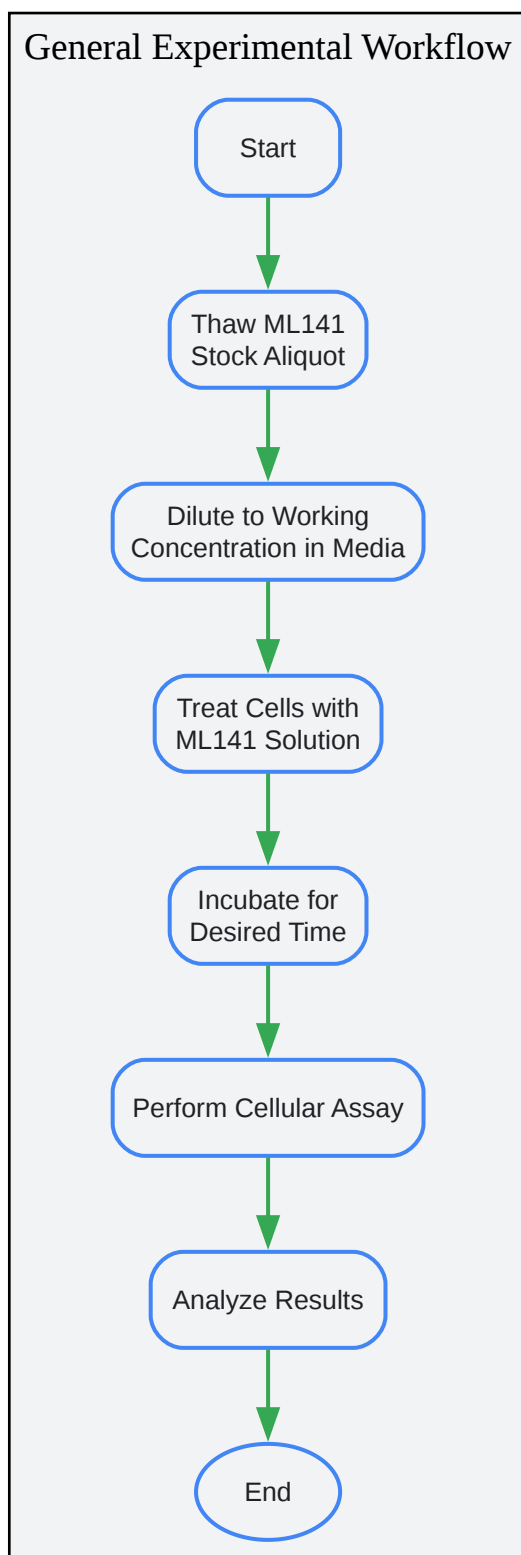 General Experimental Workflow
Start
Thaw ML141
Stock Aliquot
Dilute to Working
Concentration in Media
Treat Cells with
ML141 Solution
Incubate for
Desired Time
Perform Cellular Assay
Analyze Results
End